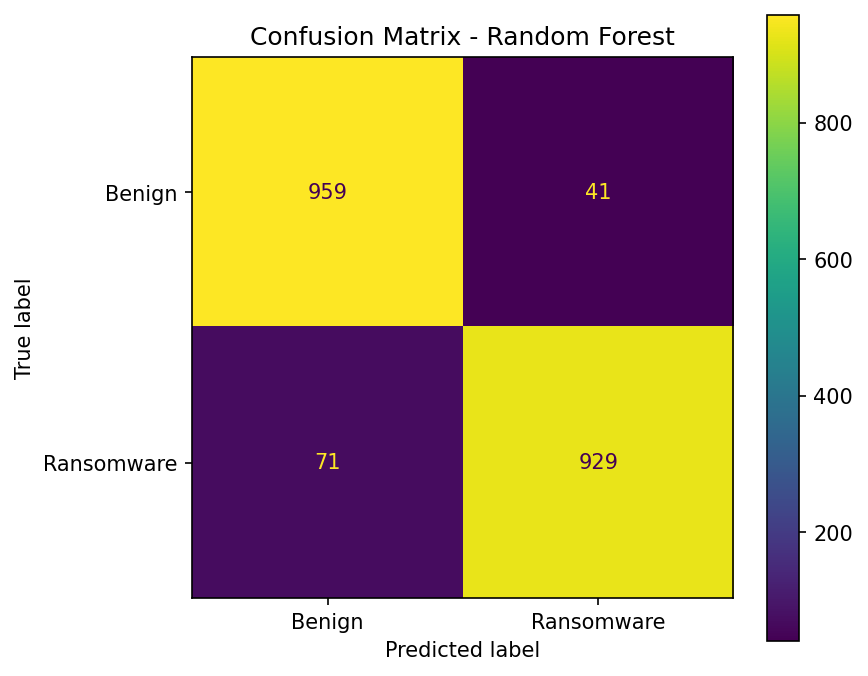 Confusion Matrix - Random Forest
True label
Benign
Ransomware
959
41
71
929
Benign
Ransomware
Predicted label
800
600
400
200